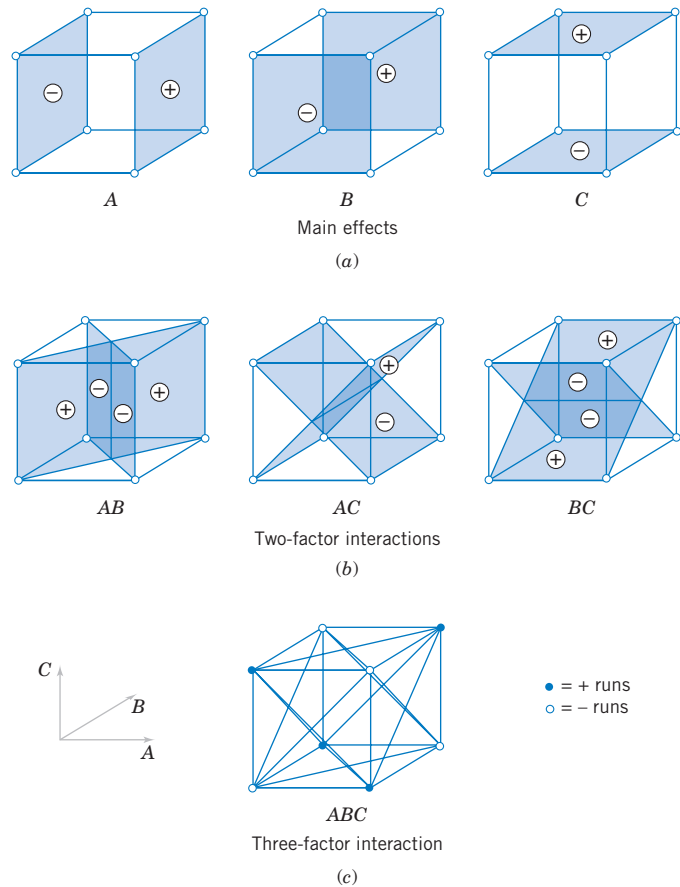 − +
− +
+
−
A B C
Main effects
(a)
+ − − +
+ −
+ − − +
AB AC BC
Two-factor interactions
(b)
C
B
A
● = + runs
○ = − runs
ABC
Three-factor interaction
(c)